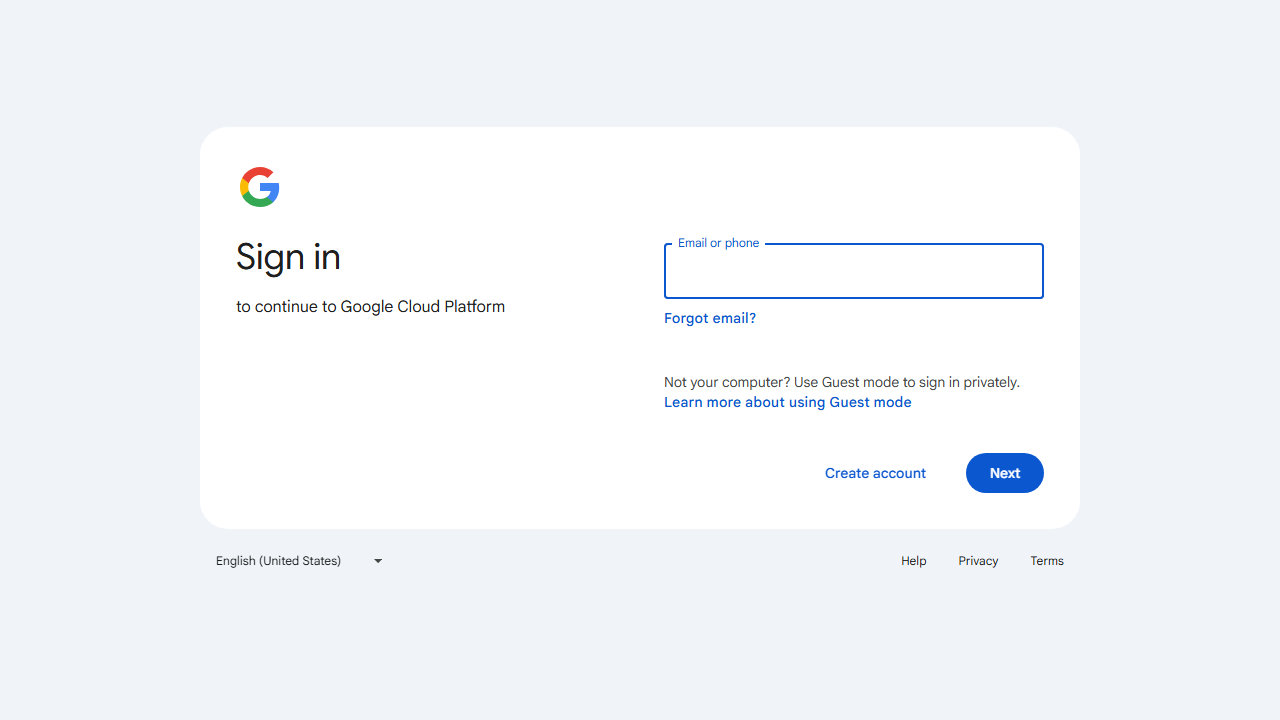 Sign in
to continue to Google Cloud Platform
Email or phone
Forgot email?
Not your computer? Use Guest mode to sign in privately.
Learn more about using Guest mode
Create account
Next
English (United States)
Help
Privacy
Terms